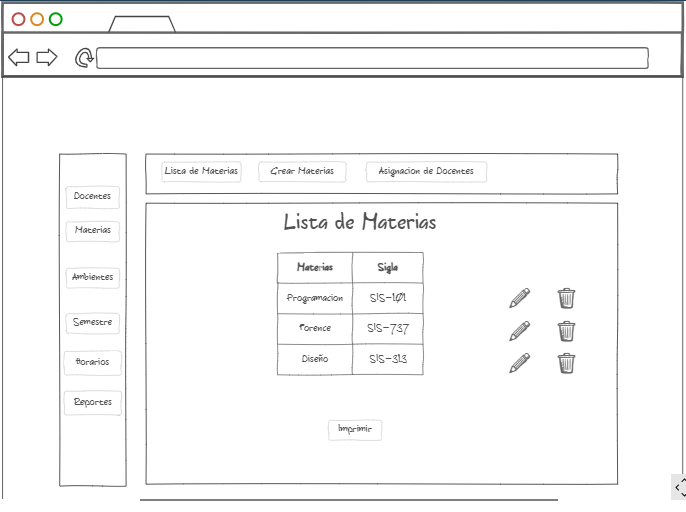 Lista de Materias
Crear Materias
Asignacion de Docentes
Docentes
Materias
Ambientes
Semestre
Horarios
Reportes
Lista de Materias
Materias Sigla
Programacion SIS-101
Forence SIS-737
Diseño SIS-313
Imprimir